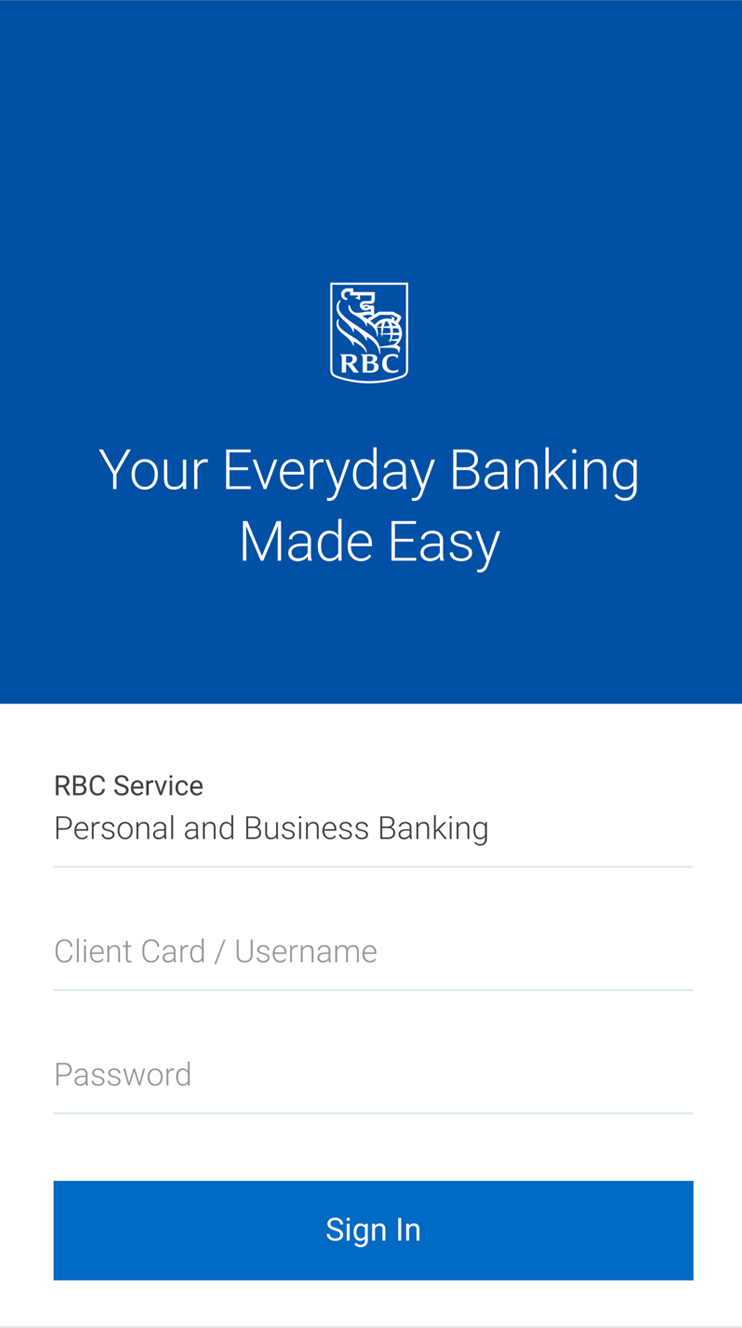 RBC
Your Everyday Banking
Made Easy
RBC Service
Personal and Business Banking
Client Card / Username
Password
Sign In